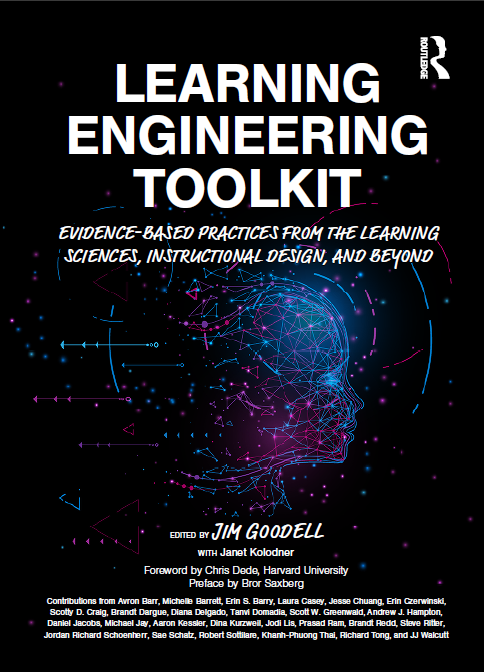 ROUTLEDGE
LEARNING
ENGINEERING
TOOLKIT
EVIDENCE-BASED PRACTICES FROM THE LEARNING
SCIENCES, INSTRUCTIONAL DESIGN, AND BEYOND
EDITED BY JIM GOODELL
WITH Janet Kolodner
Foreword by Chris Dede, Harvard University
Preface by Bror Saxberg
Contributions from Avron Barr, Michelle Barrett, Erin S. Barry, Laura Casey, Jesse Chuang, Erin Czerwinski,
Scotty D. Craig, Brandt Dargue, Diana Delgado, Tanvi Domadia, Scott W. Greenwald, Andrew J. Hampton,
Daniel Jacobs, Michael Jay, Aaron Kessler, Dina Kurzweil, Jodi Lis, Prasad Ram, Brandt Redd, Steve Ritter,
Jordan Richard Schoenherr, Sae Schatz, Robert Sottilare, Khanh-Phuong Thai, Richard Tong, and JJ Walcutt